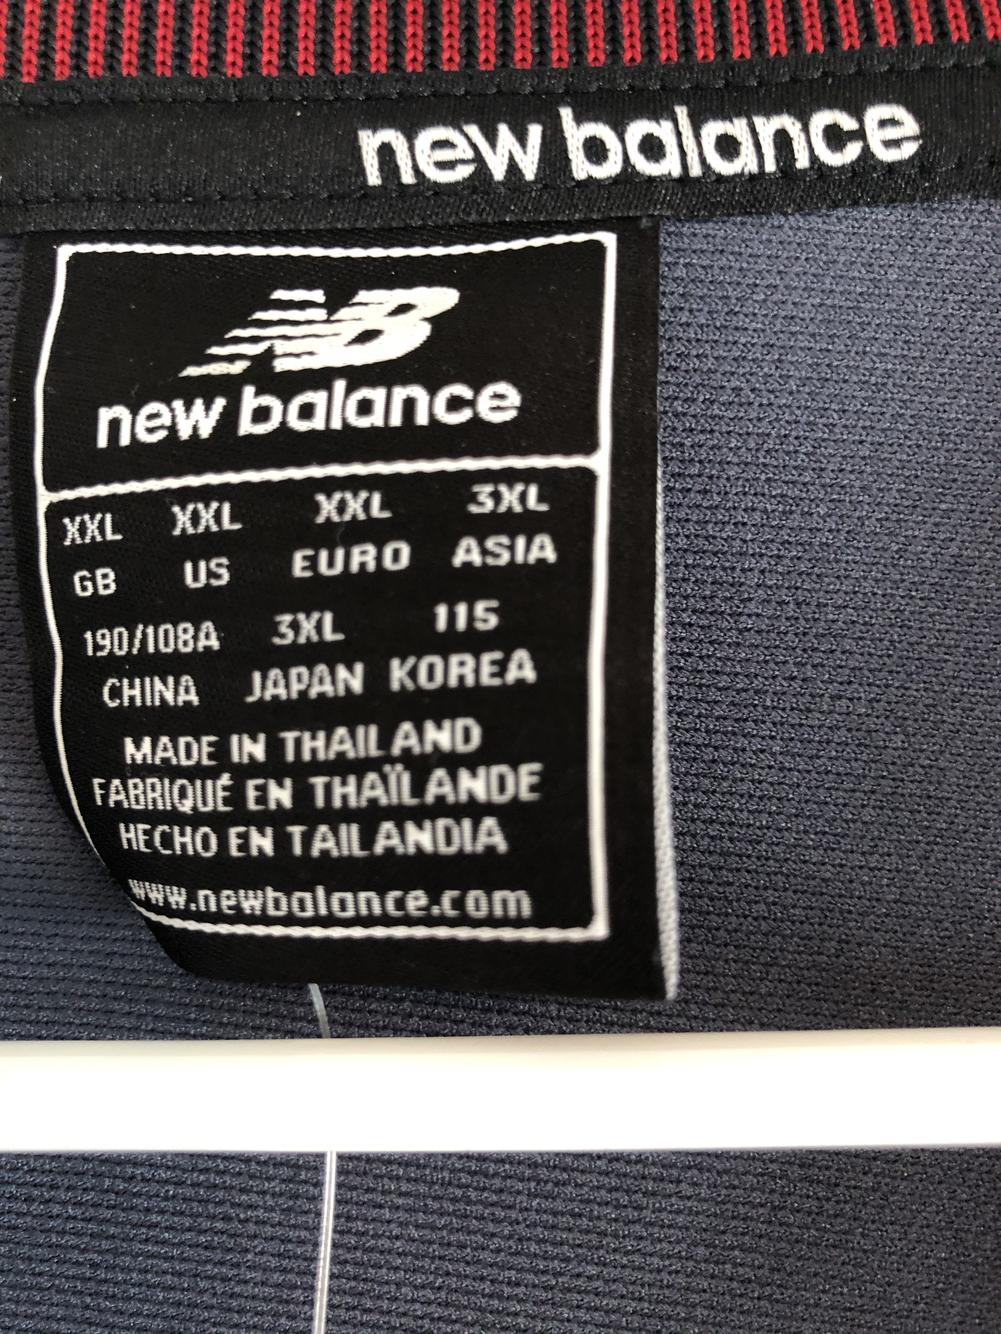 new balance
NB
new balance
XXL XXL XXL 3XL
GB US EURO ASIA
190/108A 3XL 115
CHINA JAPAN KOREA
MADE IN THAILAND
FABRIQUÉ EN THAÏLANDE
HECHO EN TAILANDIA
www.newbalance.com